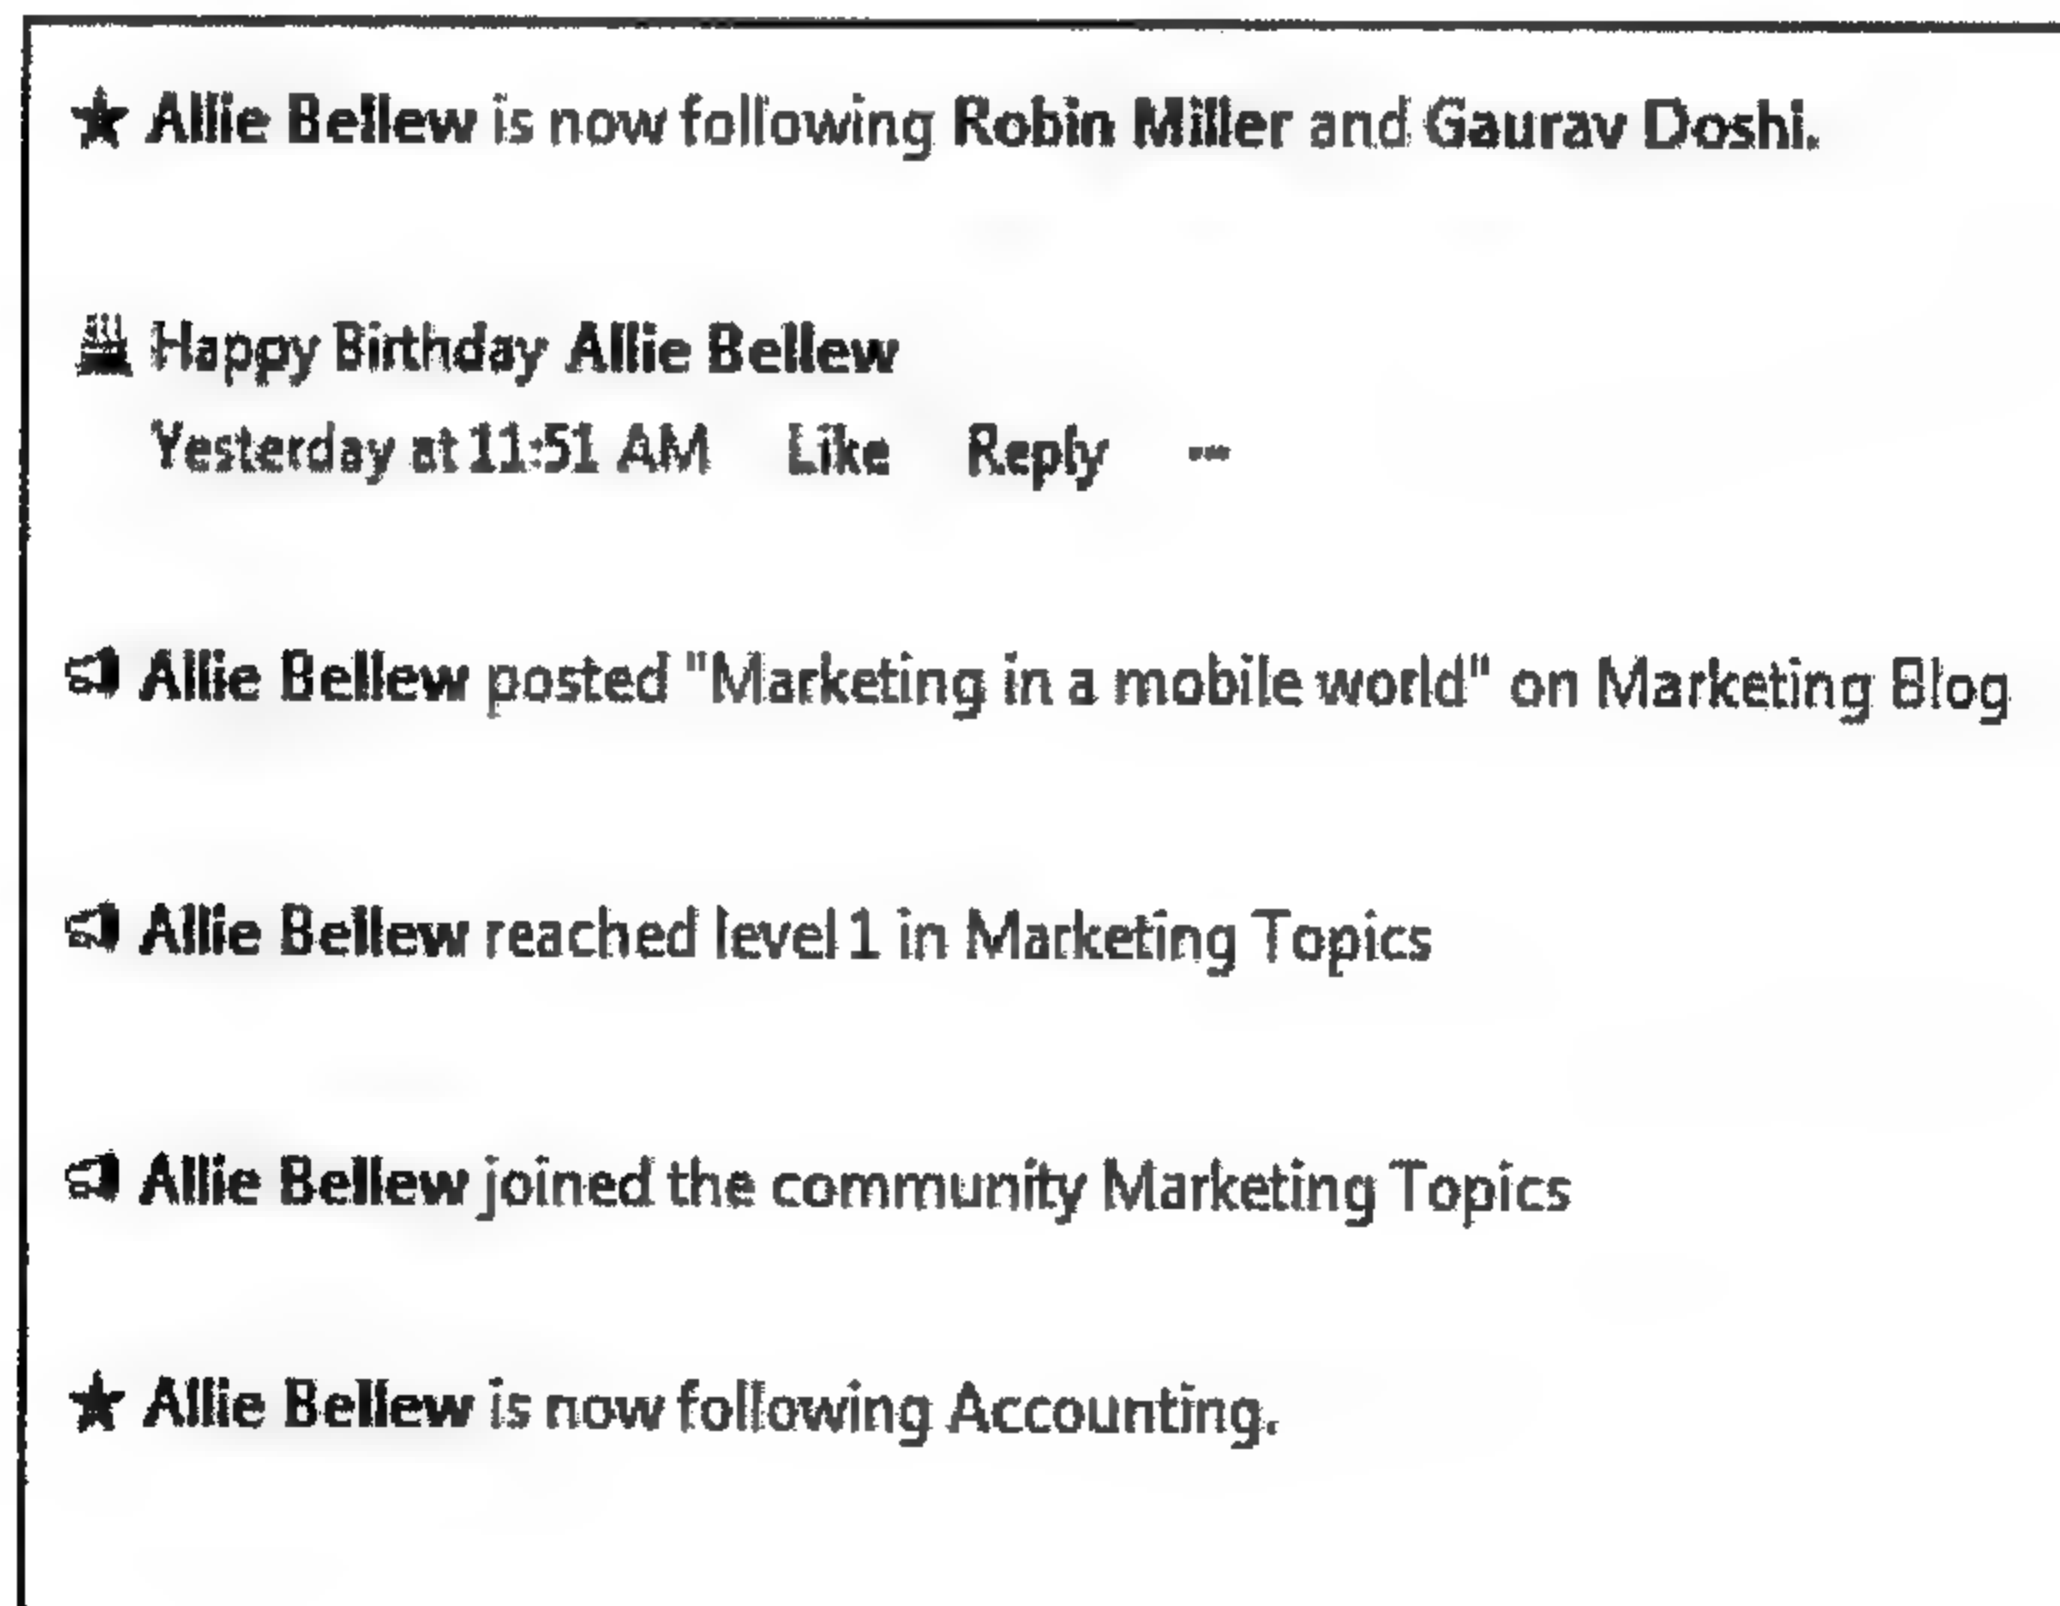 Allie Bellew is now following Robin Miller and Gaurav Doshi.
Happy Birthday Allie Bellew
Yesterday at 11:51 AM Like Reply ···
Allie Bellew posted "Marketing in a mobile world" on Marketing Blog
Allie Bellew reached level 1 in Marketing Topics
Allie Bellew joined the community Marketing Topics
Allie Bellew is now following Accounting.